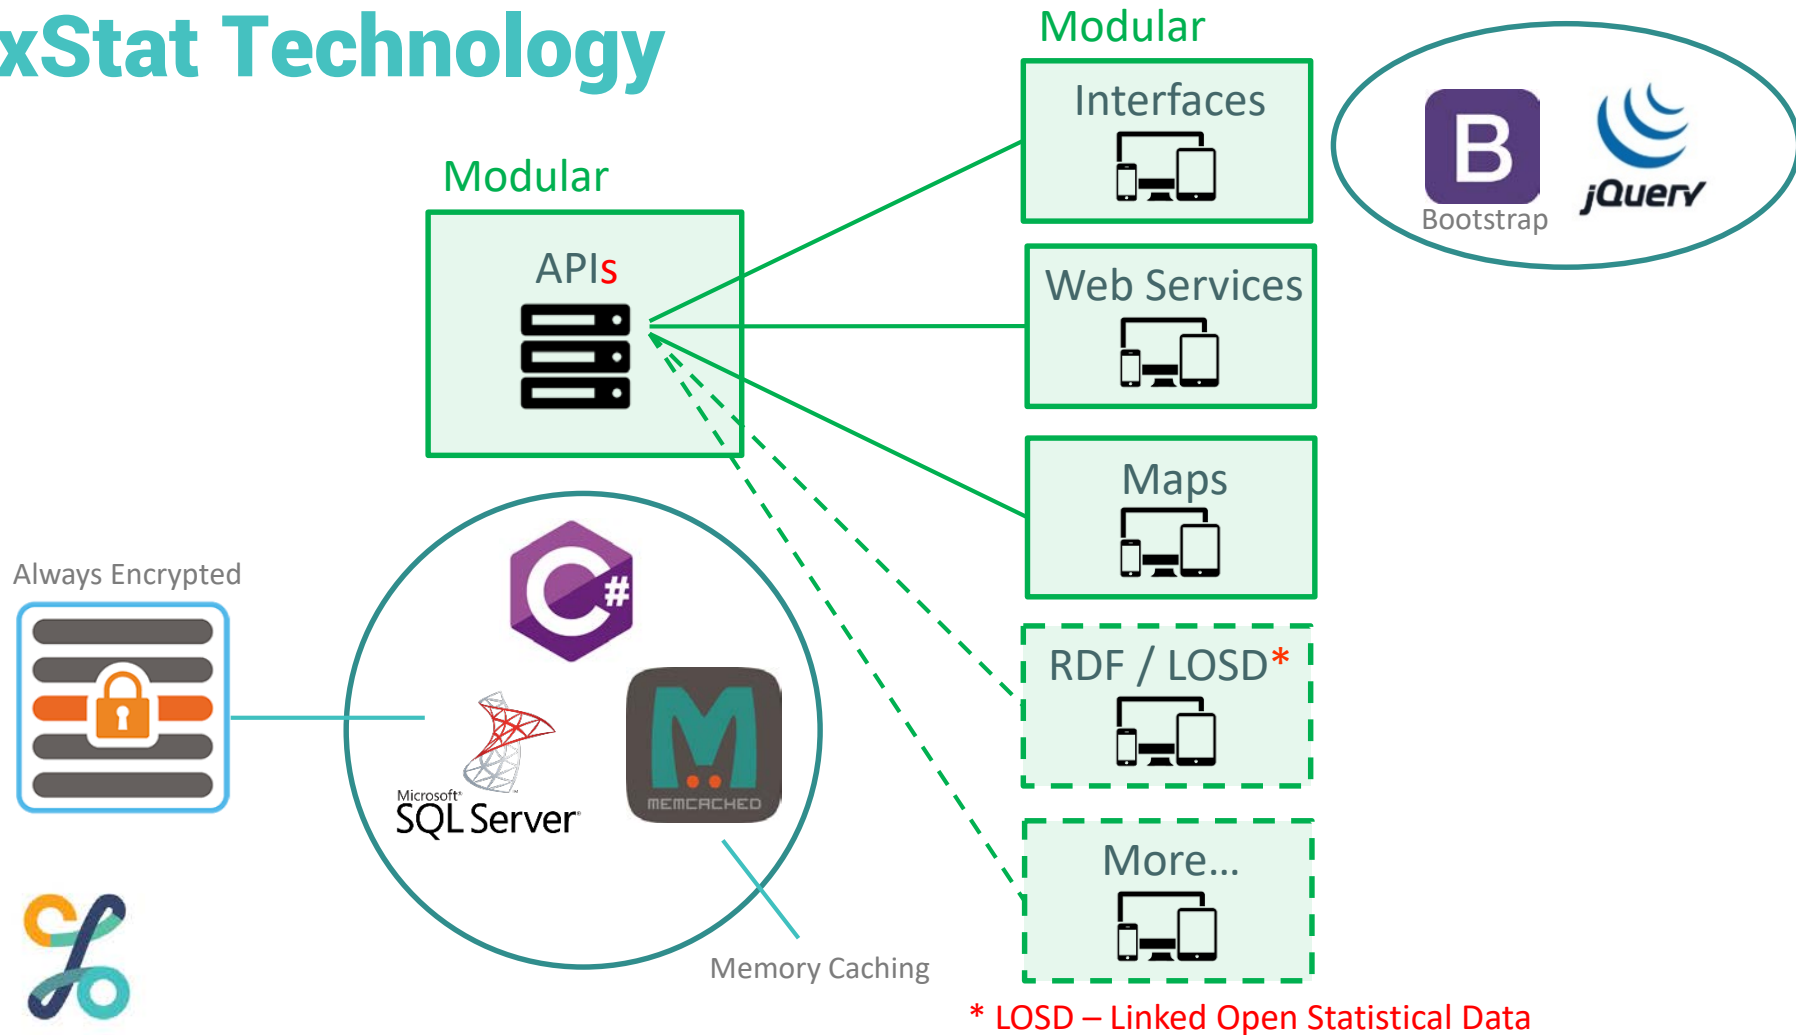 xStat Technology
Modular
Interfaces
B
Bootstrap
jQuery
Modular
APIs
Web Services
Maps
Always Encrypted
C#
Microsoft®
SQL Server®
M
MEMCACHED
RDF / LOSD*
More...
Memory Caching
* LOSD – Linked Open Statistical Data